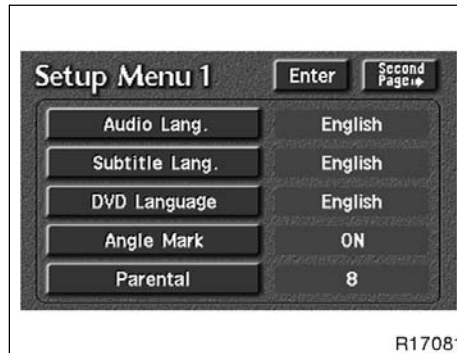 Setup Menu 1 Enter Second Page
Audio Lang. English
Subtitle Lang. English
DVD Language English
Angle Mark ON
Parental 8
R17081